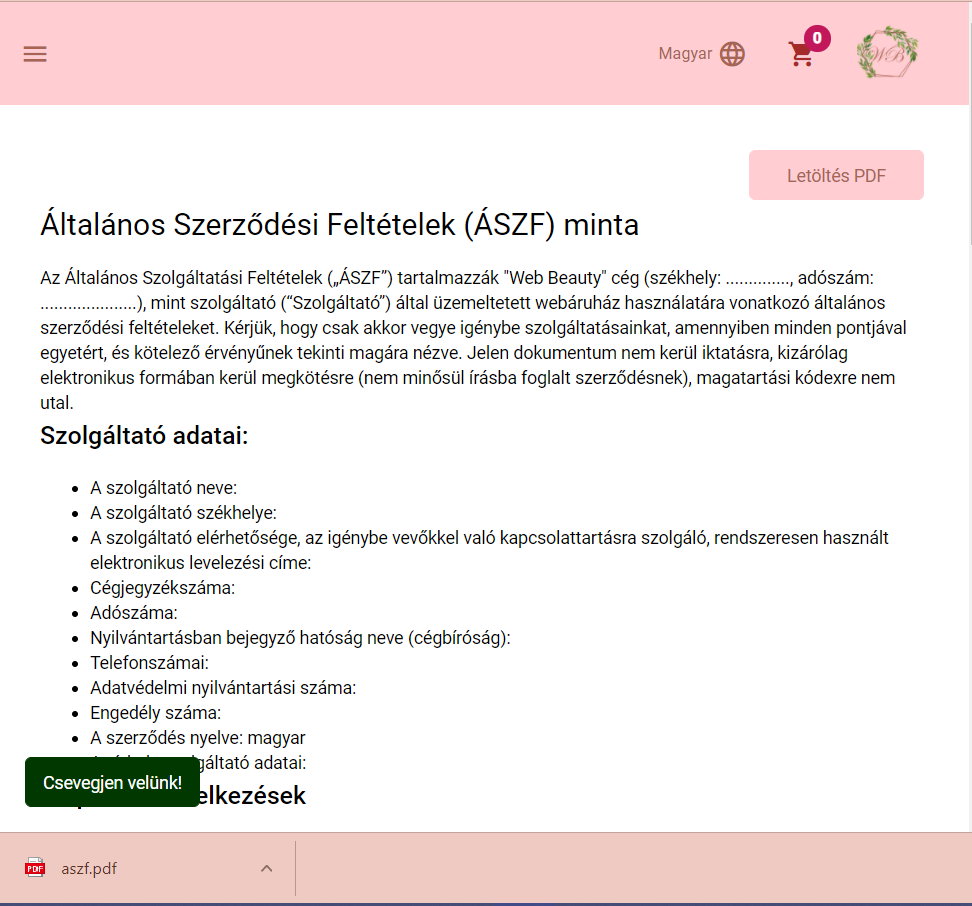 Magyar
0
WB
Letöltés PDF
Általános Szerződési Feltételek (ÁSZF) minta
Az Általános Szolgáltatási Feltételek („ÁSZF”) tartalmazzák "Web Beauty" cég (székhely: .............., adószám:
.....................), mint szolgáltató (“Szolgáltató”) által üzemeltetett webáruház használatára vonatkozó általános
szerződési feltételeket. Kérjük, hogy csak akkor vegye igénybe szolgáltatásainkat, amennyiben minden pontjával
egyetért, és kötelező érvényűnek tekinti magára nézve. Jelen dokumentum nem kerül iktatásra, kizárólag
elektronikus formában kerül megkötésre (nem minősül írásba foglalt szerződésnek), magatartási kódexre nem
utal.
Szolgáltató adatai:
A szolgáltató neve:
A szolgáltató székhelye:
A szolgáltató elérhetősége, az igénybe vevőkkel való kapcsolattartásra szolgáló, rendszeresen használt
elektronikus levelezési címe:
Cégjegyzékszáma:
Adószáma:
Nyilvántartásban bejegyző hatóság neve (cégbíróság):
Telefonszámai:
Adatvédelmi nyilvántartási száma:
Engedély száma:
A szerződés nyelve: magyar
adatai:
Csevegjen velünk!
PDF aszf.pdf